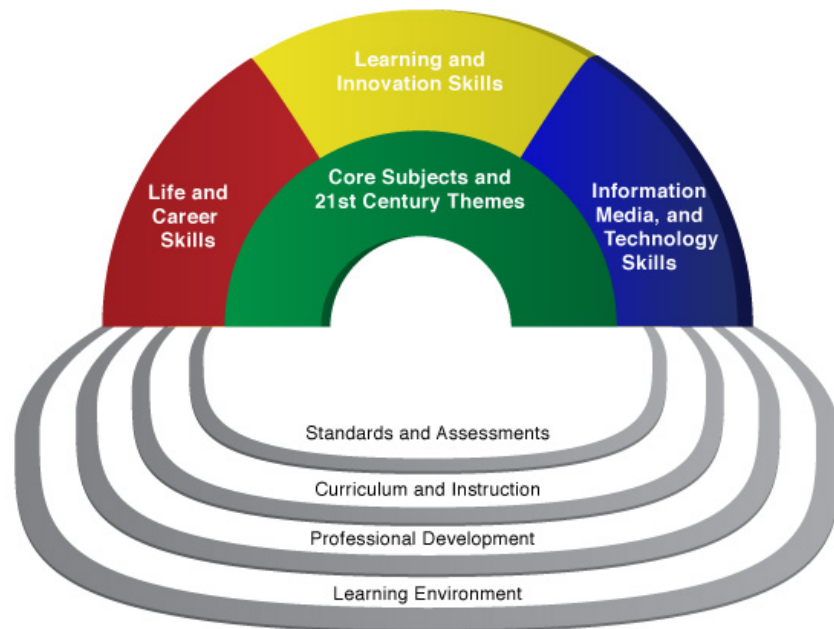 Learning and
Innovation Skills
Life and
Career
Skills
Core Subjects and
21st Century Themes
Information
Media, and
Technology
Skills
Standards and Assessments
Curriculum and Instruction
Professional Development
Learning Environment